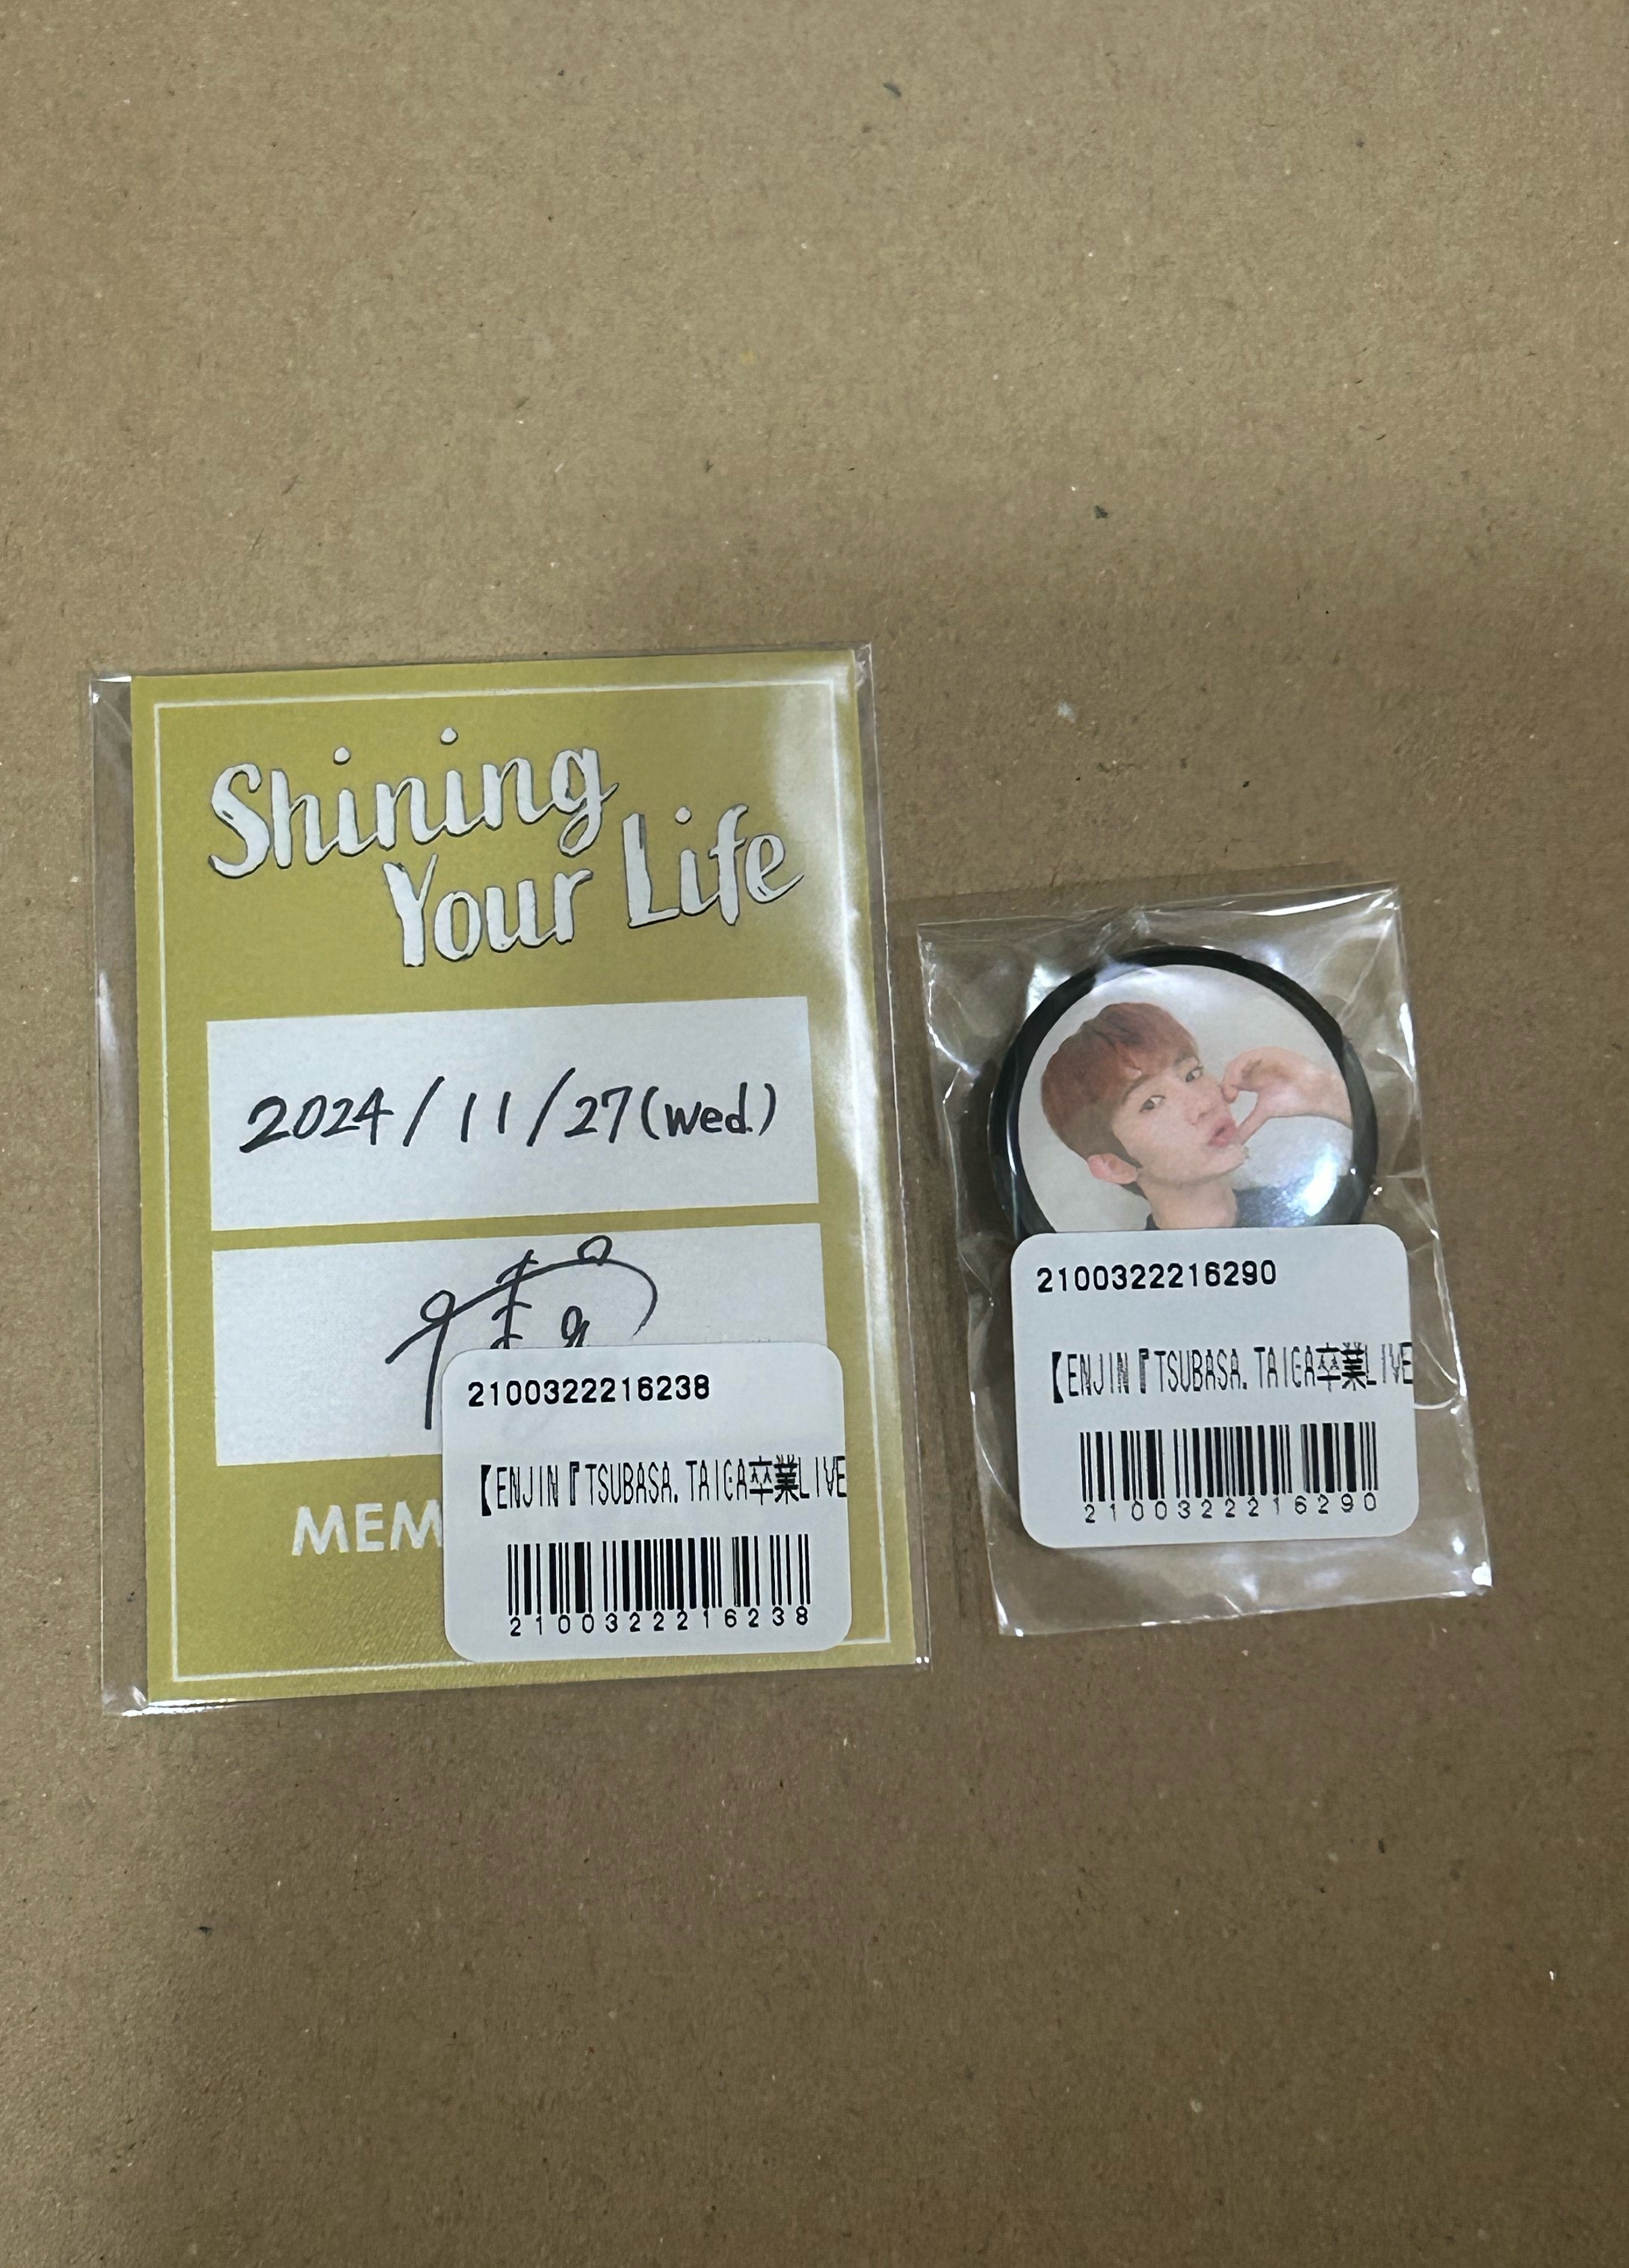 Shining
Your Life
2024/11/27(Wed.)
2100322216238
【ENJIN『TSUBASA. TAIGA卒業LIVE
2100322216238
2100322216290
【ENJIN『TSUBASA. TAIGA卒業LIVE
2100322216290